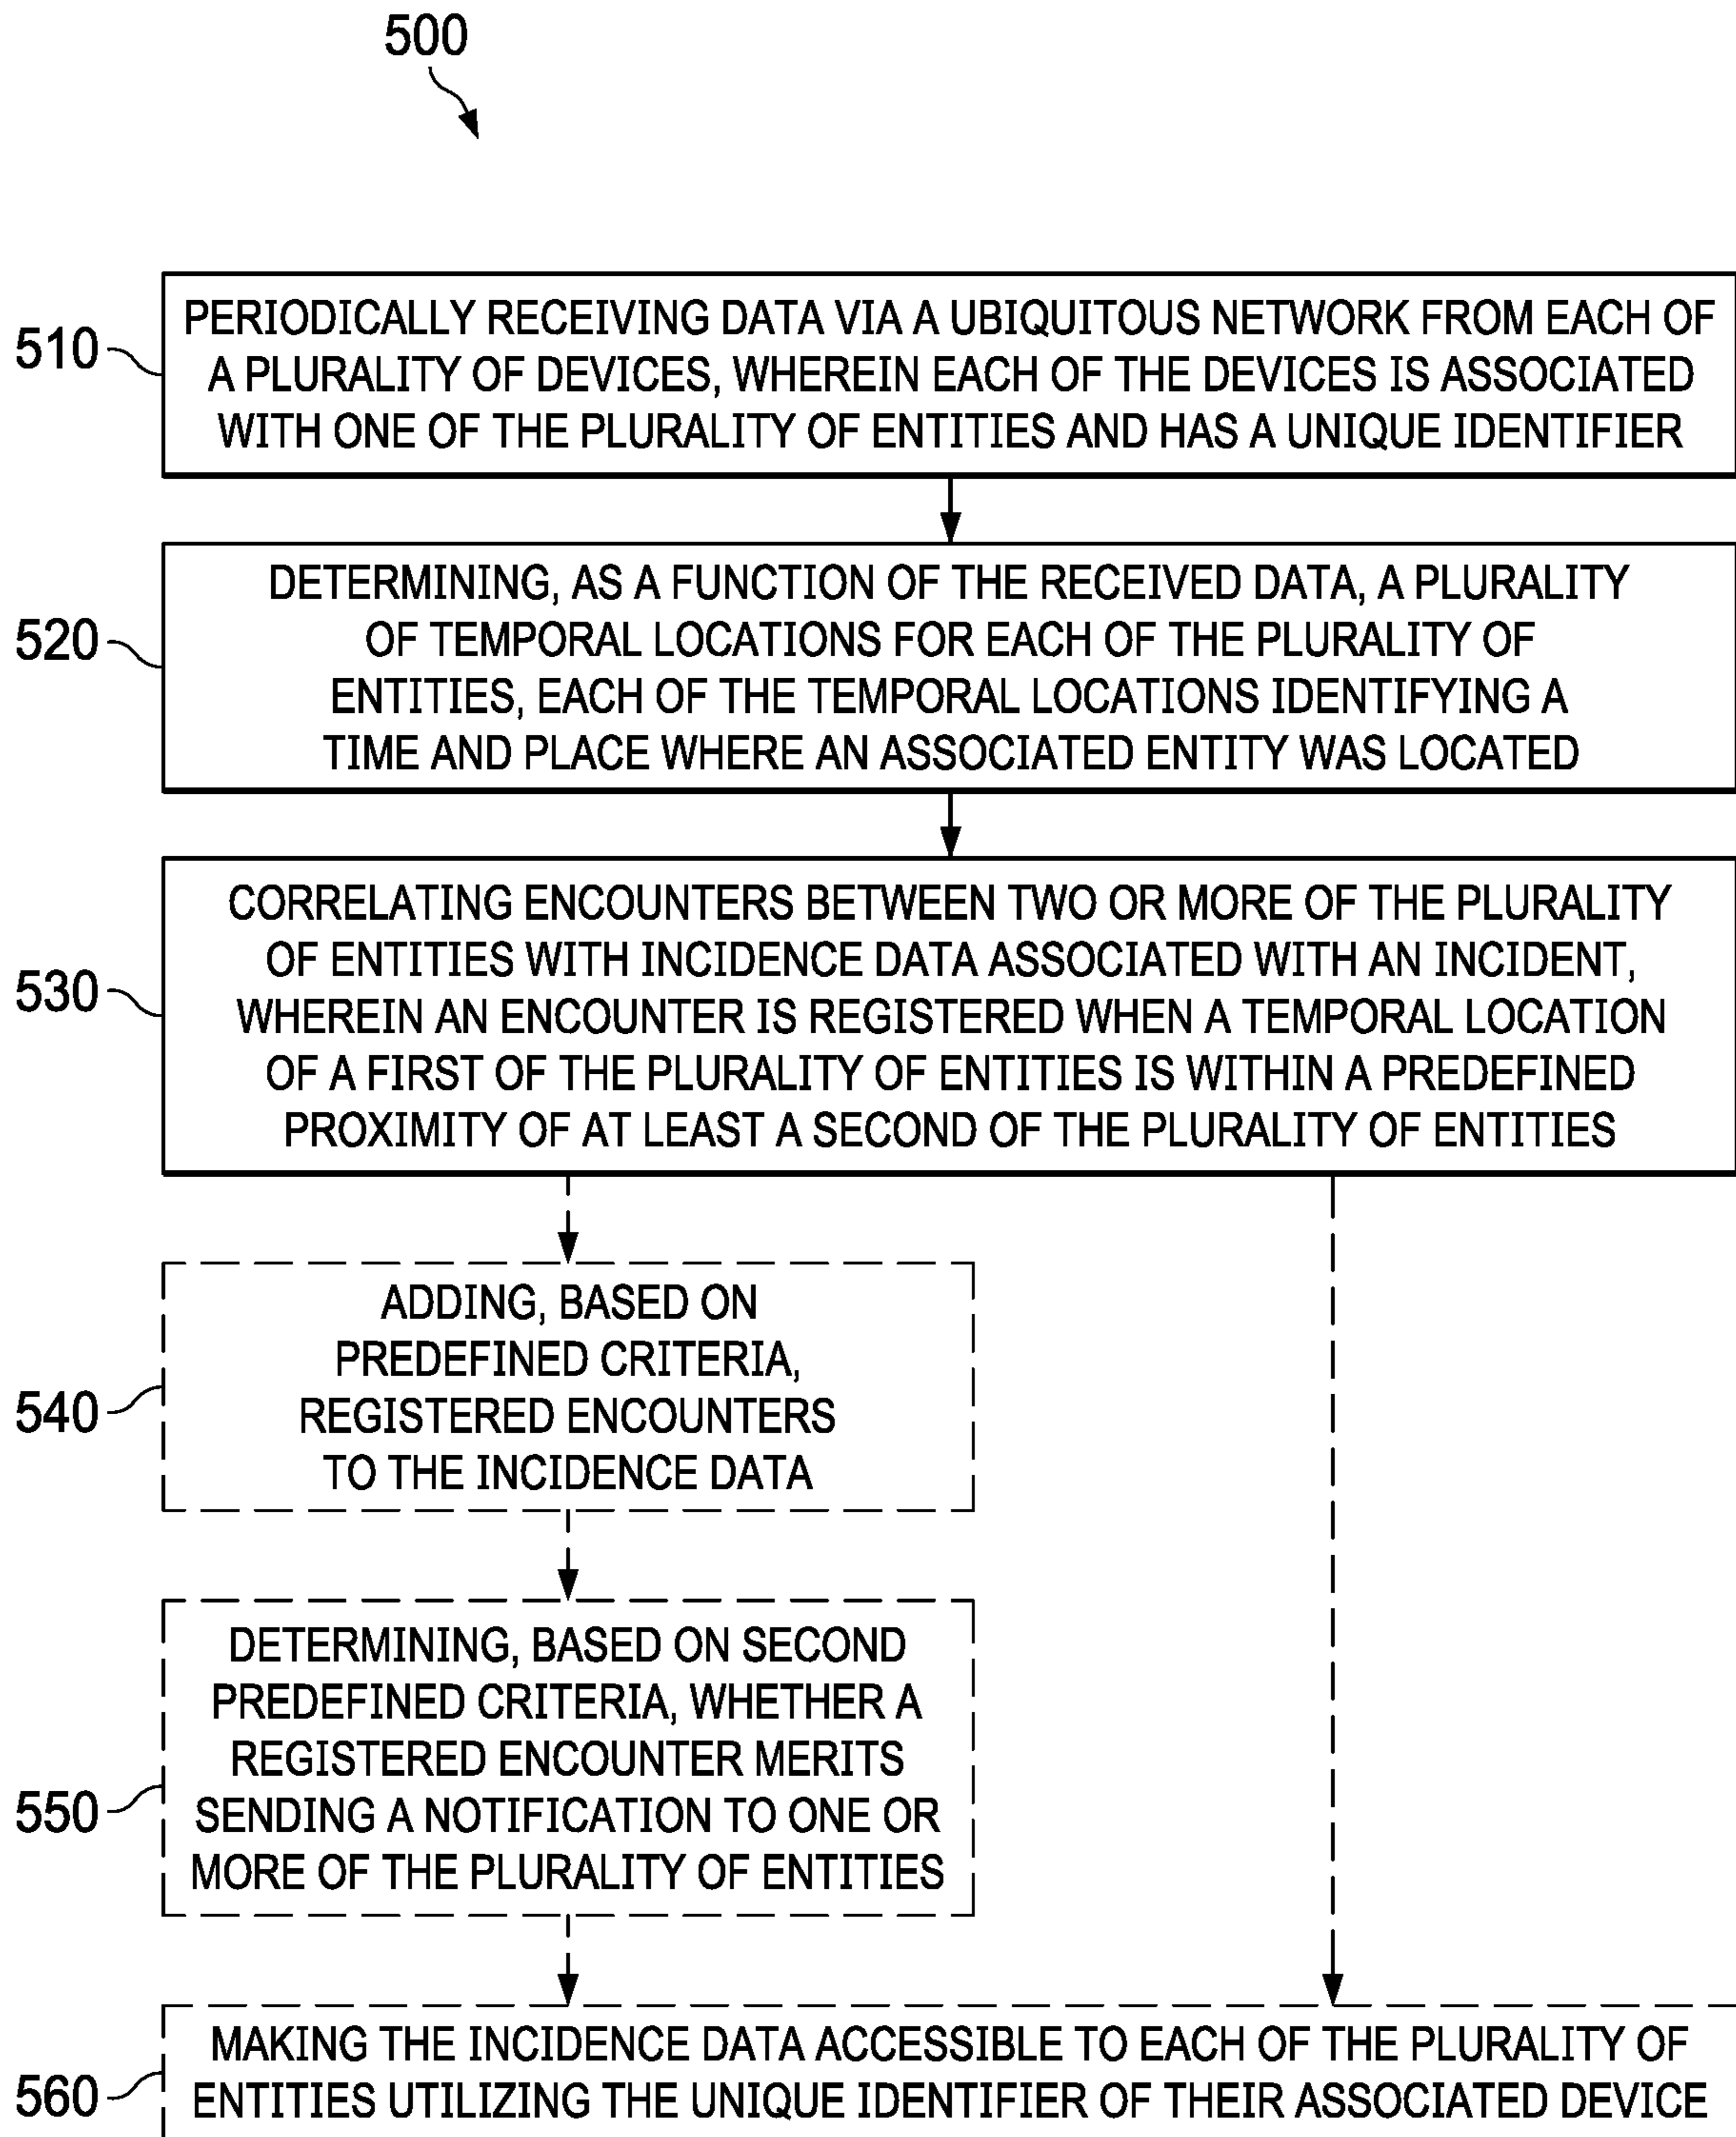 500
510
PERIODICALLY RECEIVING DATA VIA A UBIQUITOUS NETWORK FROM EACH OF
A PLURALITY OF DEVICES, WHEREIN EACH OF THE DEVICES IS ASSOCIATED
WITH ONE OF THE PLURALITY OF ENTITIES AND HAS A UNIQUE IDENTIFIER
520
DETERMINING, AS A FUNCTION OF THE RECEIVED DATA, A PLURALITY
OF TEMPORAL LOCATIONS FOR EACH OF THE PLURALITY OF
ENTITIES, EACH OF THE TEMPORAL LOCATIONS IDENTIFYING A
TIME AND PLACE WHERE AN ASSOCIATED ENTITY WAS LOCATED
530
CORRELATING ENCOUNTERS BETWEEN TWO OR MORE OF THE PLURALITY
OF ENTITIES WITH INCIDENCE DATA ASSOCIATED WITH AN INCIDENT,
WHEREIN AN ENCOUNTER IS REGISTERED WHEN A TEMPORAL LOCATION
OF A FIRST OF THE PLURALITY OF ENTITIES IS WITHIN A PREDEFINED
PROXIMITY OF AT LEAST A SECOND OF THE PLURALITY OF ENTITIES
540
ADDING, BASED ON
PREDEFINED CRITERIA,
REGISTERED ENCOUNTERS
TO THE INCIDENCE DATA
550
DETERMINING, BASED ON SECOND
PREDEFINED CRITERIA, WHETHER A
REGISTERED ENCOUNTER MERITS
SENDING A NOTIFICATION TO ONE OR
MORE OF THE PLURALITY OF ENTITIES
560
MAKING THE INCIDENCE DATA ACCESSIBLE TO EACH OF THE PLURALITY OF
ENTITIES UTILIZING THE UNIQUE IDENTIFIER OF THEIR ASSOCIATED DEVICE